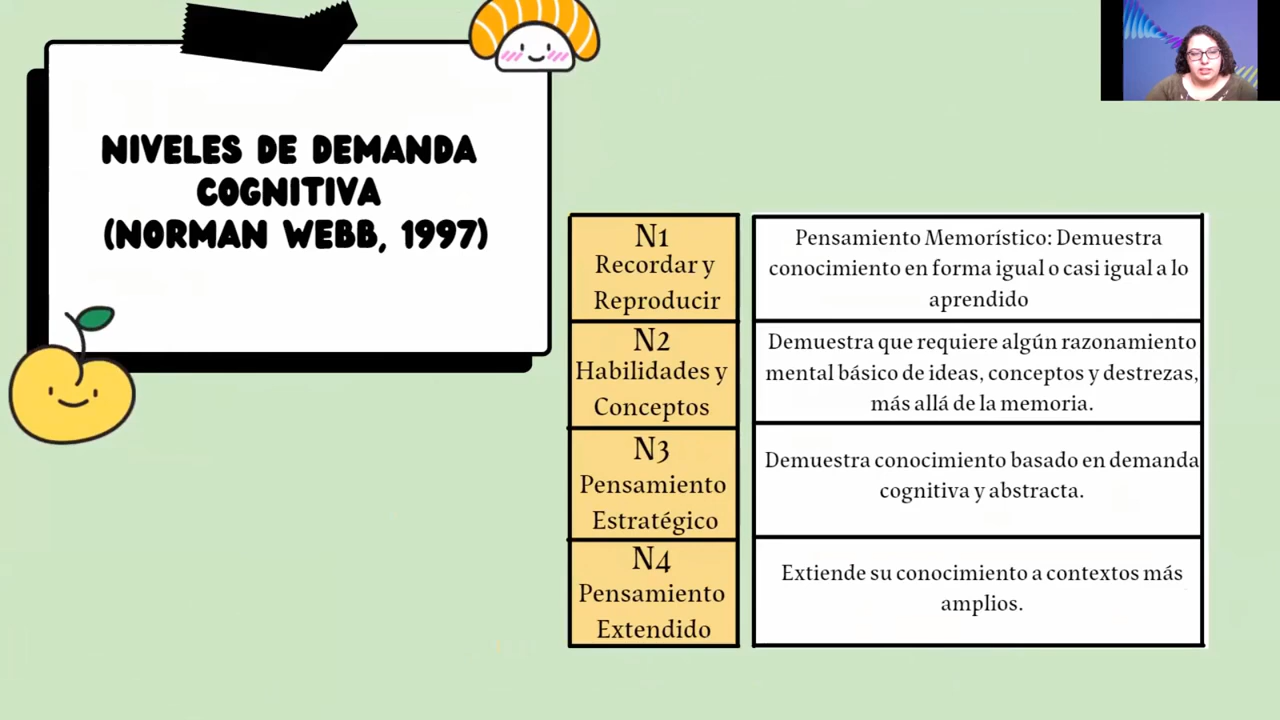 NIVELES DE DEMANDA
COGNITIVA
(NORMAN WEBB, 1997)
N1
Recordar y
Reproducir
Pensamiento Memorístico: Demuestra
conocimiento en forma igual o casi igual a lo
aprendido
N2
Habilidades y
Conceptos
Demuestra que requiere algún razonamiento
mental básico de ideas, conceptos y destrezas,
más allá de la memoria.
N3
Pensamiento
Estratégico
Demuestra conocimiento basado en demanda
cognitiva y abstracta.
N4
Pensamiento
Extendido
Extiende su conocimiento a contextos más
amplios.